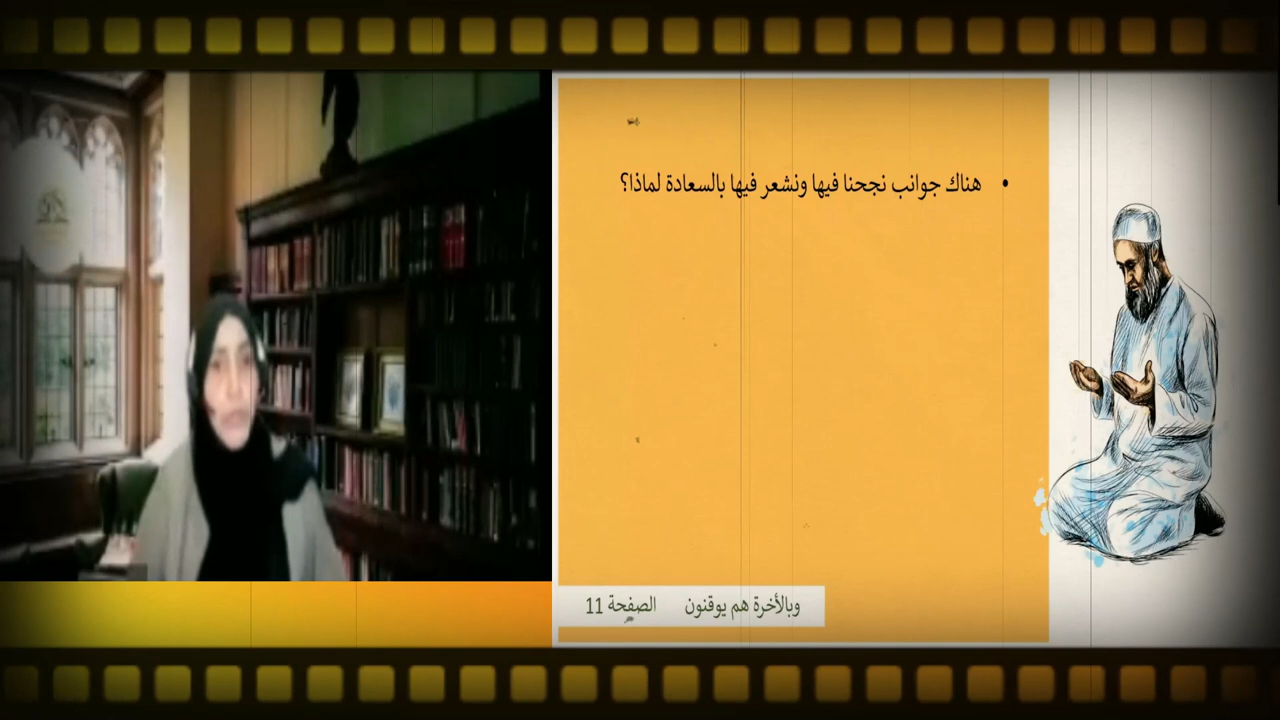 • هناك جوانب نجحنا فيها ونشعر فيها بالسعادة لماذا؟
وبالأخرة هم يوقنون الصفحة 11